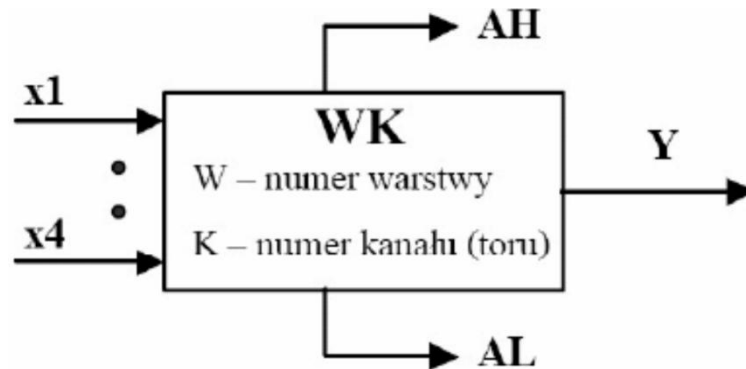 AH
x1
WK
Y
W – numer warstwy
x4
K – numer kanału (toru)
AL